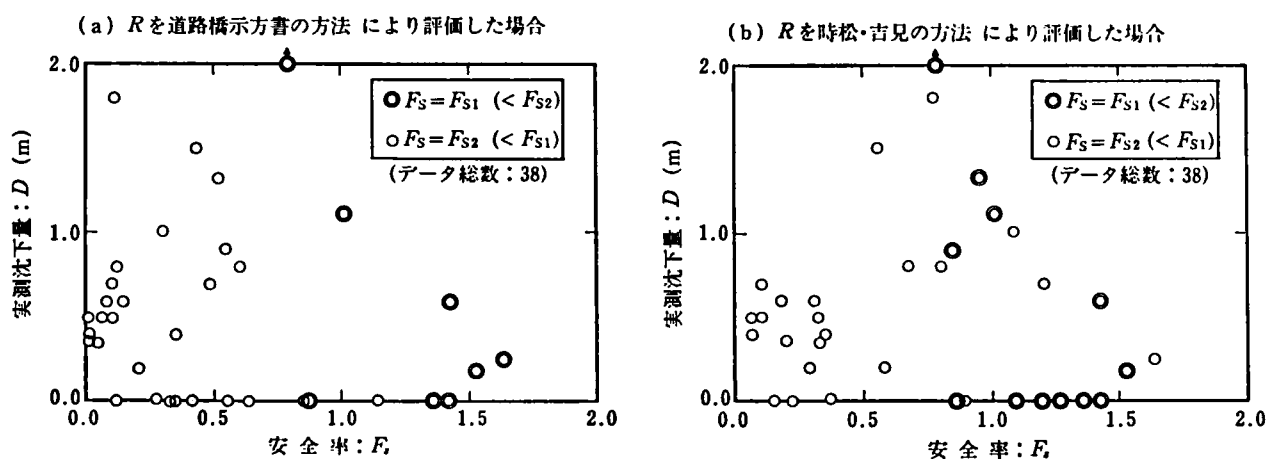 (a) Rを道路橋示方書の方法 により評価した場合
2.0
1.0
0.0
実測沈下量：D (m)
F_S＝F_S1 (< F_S2)
F_S＝F_S2 (< F_S1)
(データ総数：38)
0.0 0.5 1.0 1.5 2.0
安 全 率：F_s
(b) Rを時松・吉見の方法 により評価した場合
2.0
1.0
0.0
実測沈下量：D (m)
F_S＝F_S1 (< F_S2)
F_S＝F_S2 (< F_S1)
(データ総数：38)
0.0 0.5 1.0 1.5 2.0
安 全 率：F_s